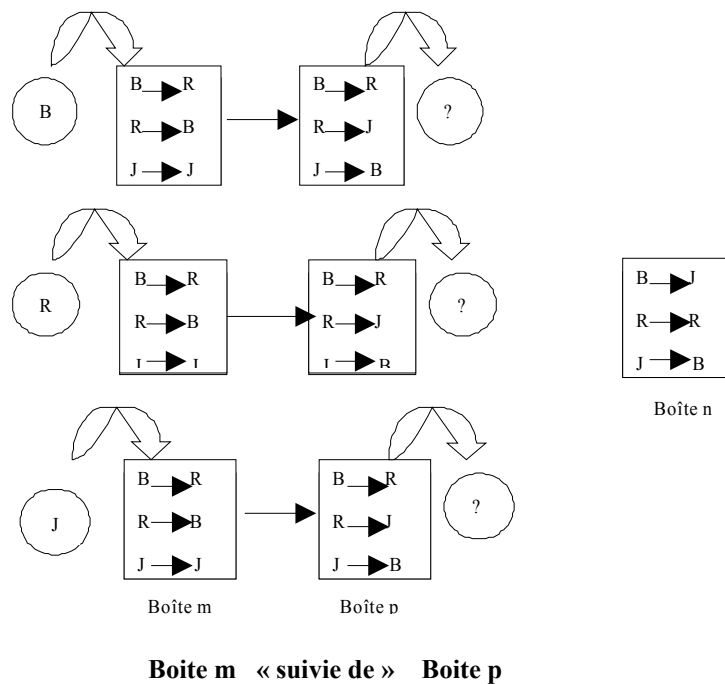 B R B R
B R B R J ?
J J J B
B R B R B J
R R B R J ? R R
J J J B J B
Boîte n
B R B R
J R B R J ?
J J J B
Boîte m Boîte p
Boite m « suivie de » Boite p